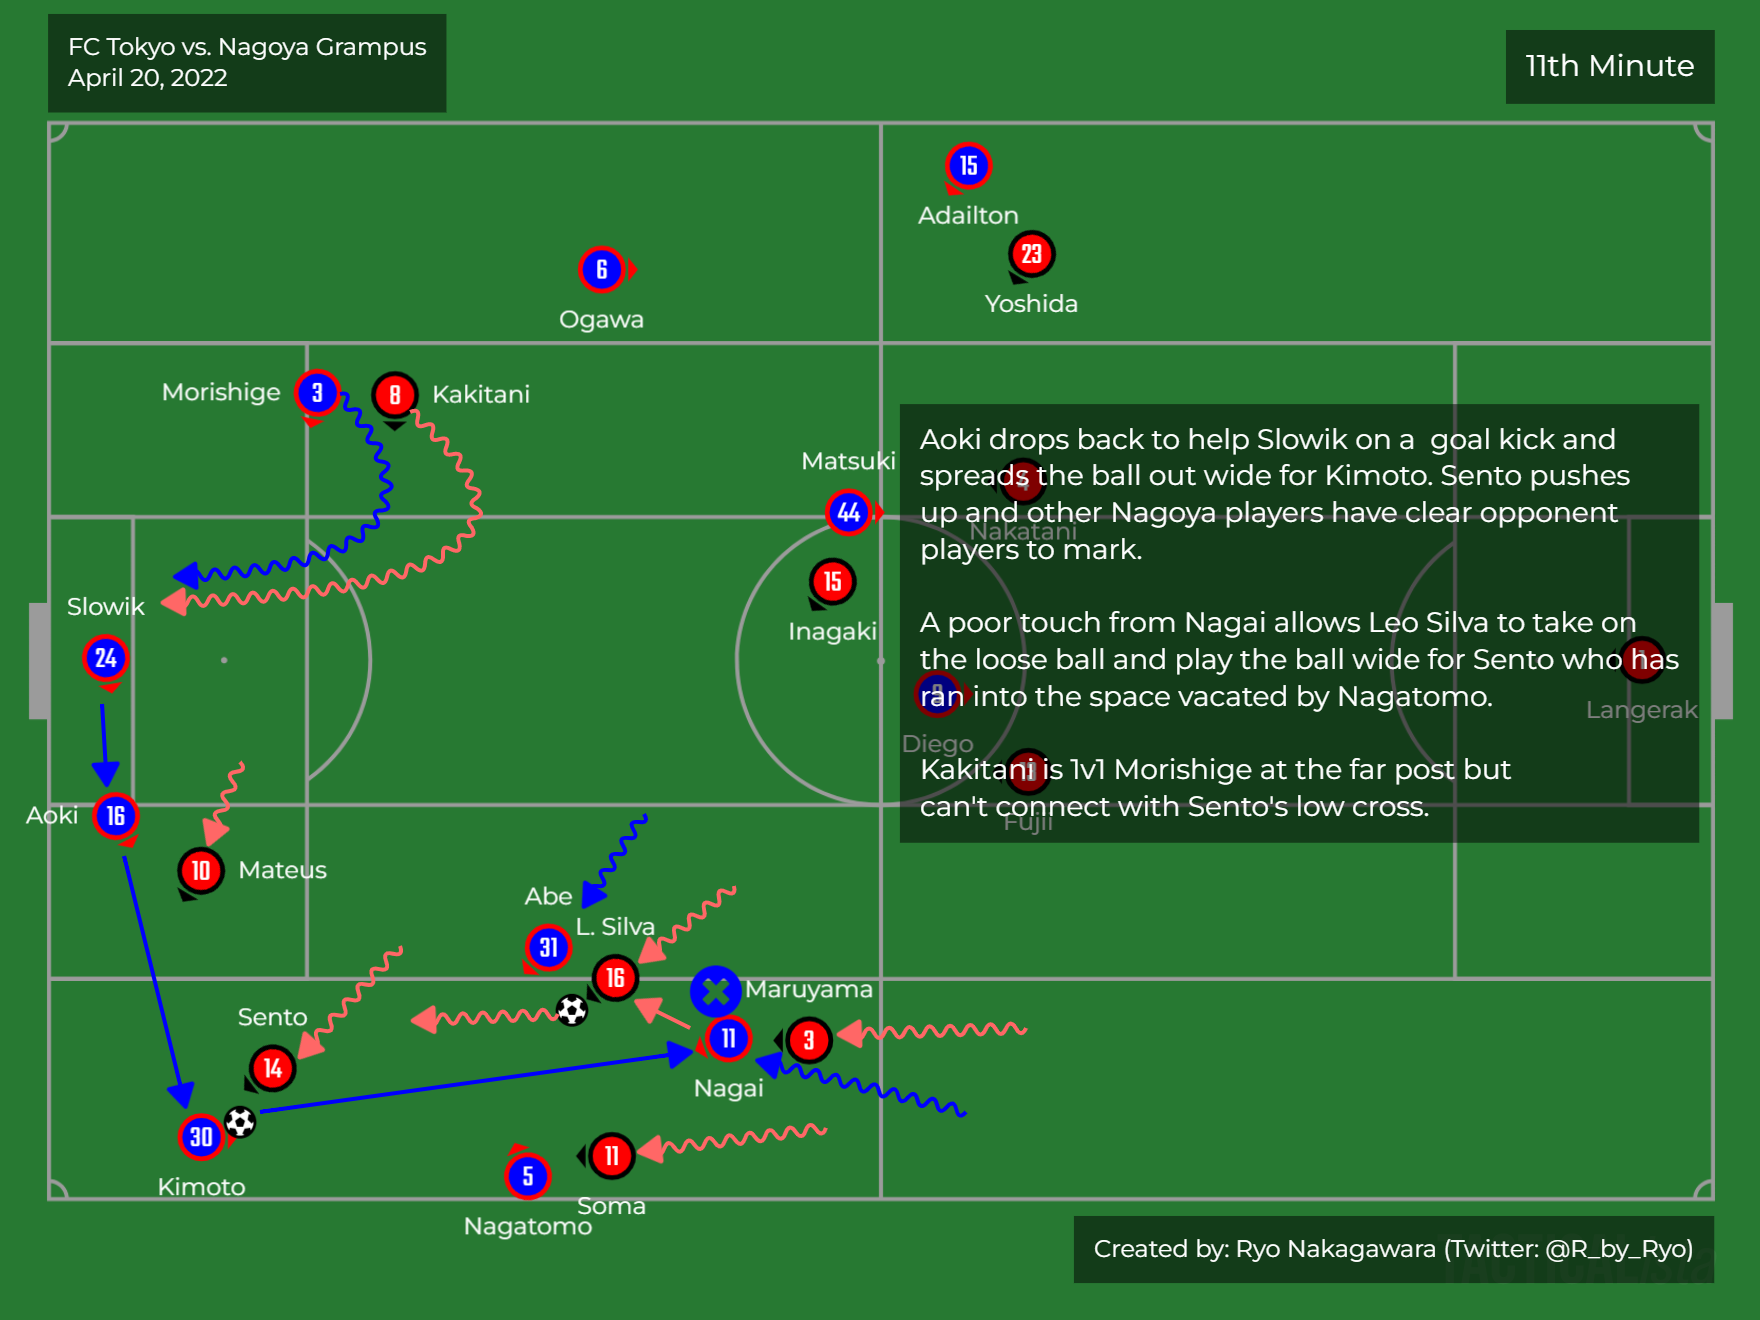 FC Tokyo vs. Nagoya Grampus
April 20, 2022
11th Minute
15
Adailton
23
Yoshida
6
Ogawa
Morishige
3
8
Kakitani
Matsuki
44
15
Inagaki
4
Nakatani
Aoki drops back to help Slowik on a goal kick and
spreads the ball out wide for Kimoto. Sento pushes
up and other Nagoya players have clear opponent
players to mark.
A poor touch from Nagai allows Leo Silva to take on
the loose ball and play the ball wide for Sento who has
ran into the space vacated by Nagatomo.
Kakitani is 1v1 Morishige at the far post but
can't connect with Sento's low cross.
Diego
Fujii
1
Langerak
Slowik
24
Aoki
16
10
Mateus
Abe
31
L. Silva
16
Maruyama
3
11
Nagai
Sento
14
30
Kimoto
5
Nagatomo
11
Soma
Created by: Ryo Nakagawara (Twitter: @R_by_Ryo)